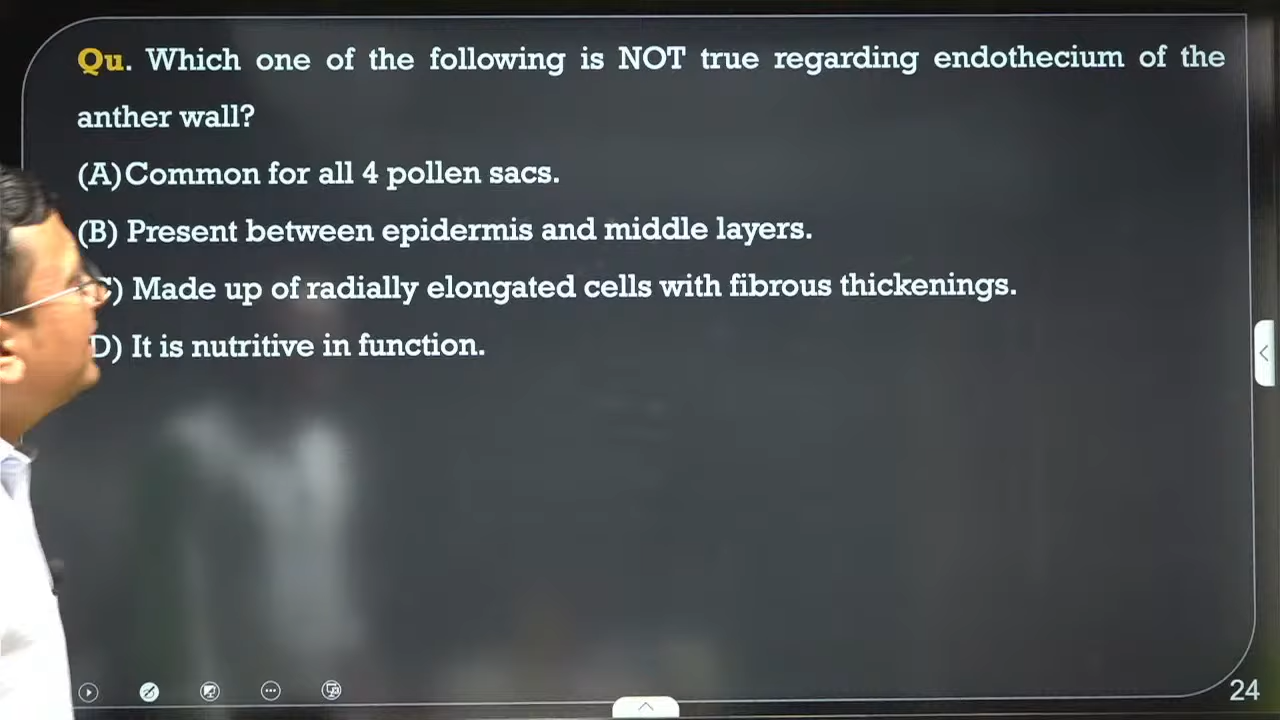 Qu. Which one of the following is NOT true regarding endothecium of the
anther wall?
(A)Common for all 4 pollen sacs.
(B) Present between epidermis and middle layers.
C) Made up of radially elongated cells with fibrous thickenings.
D) It is nutritive in function.
24